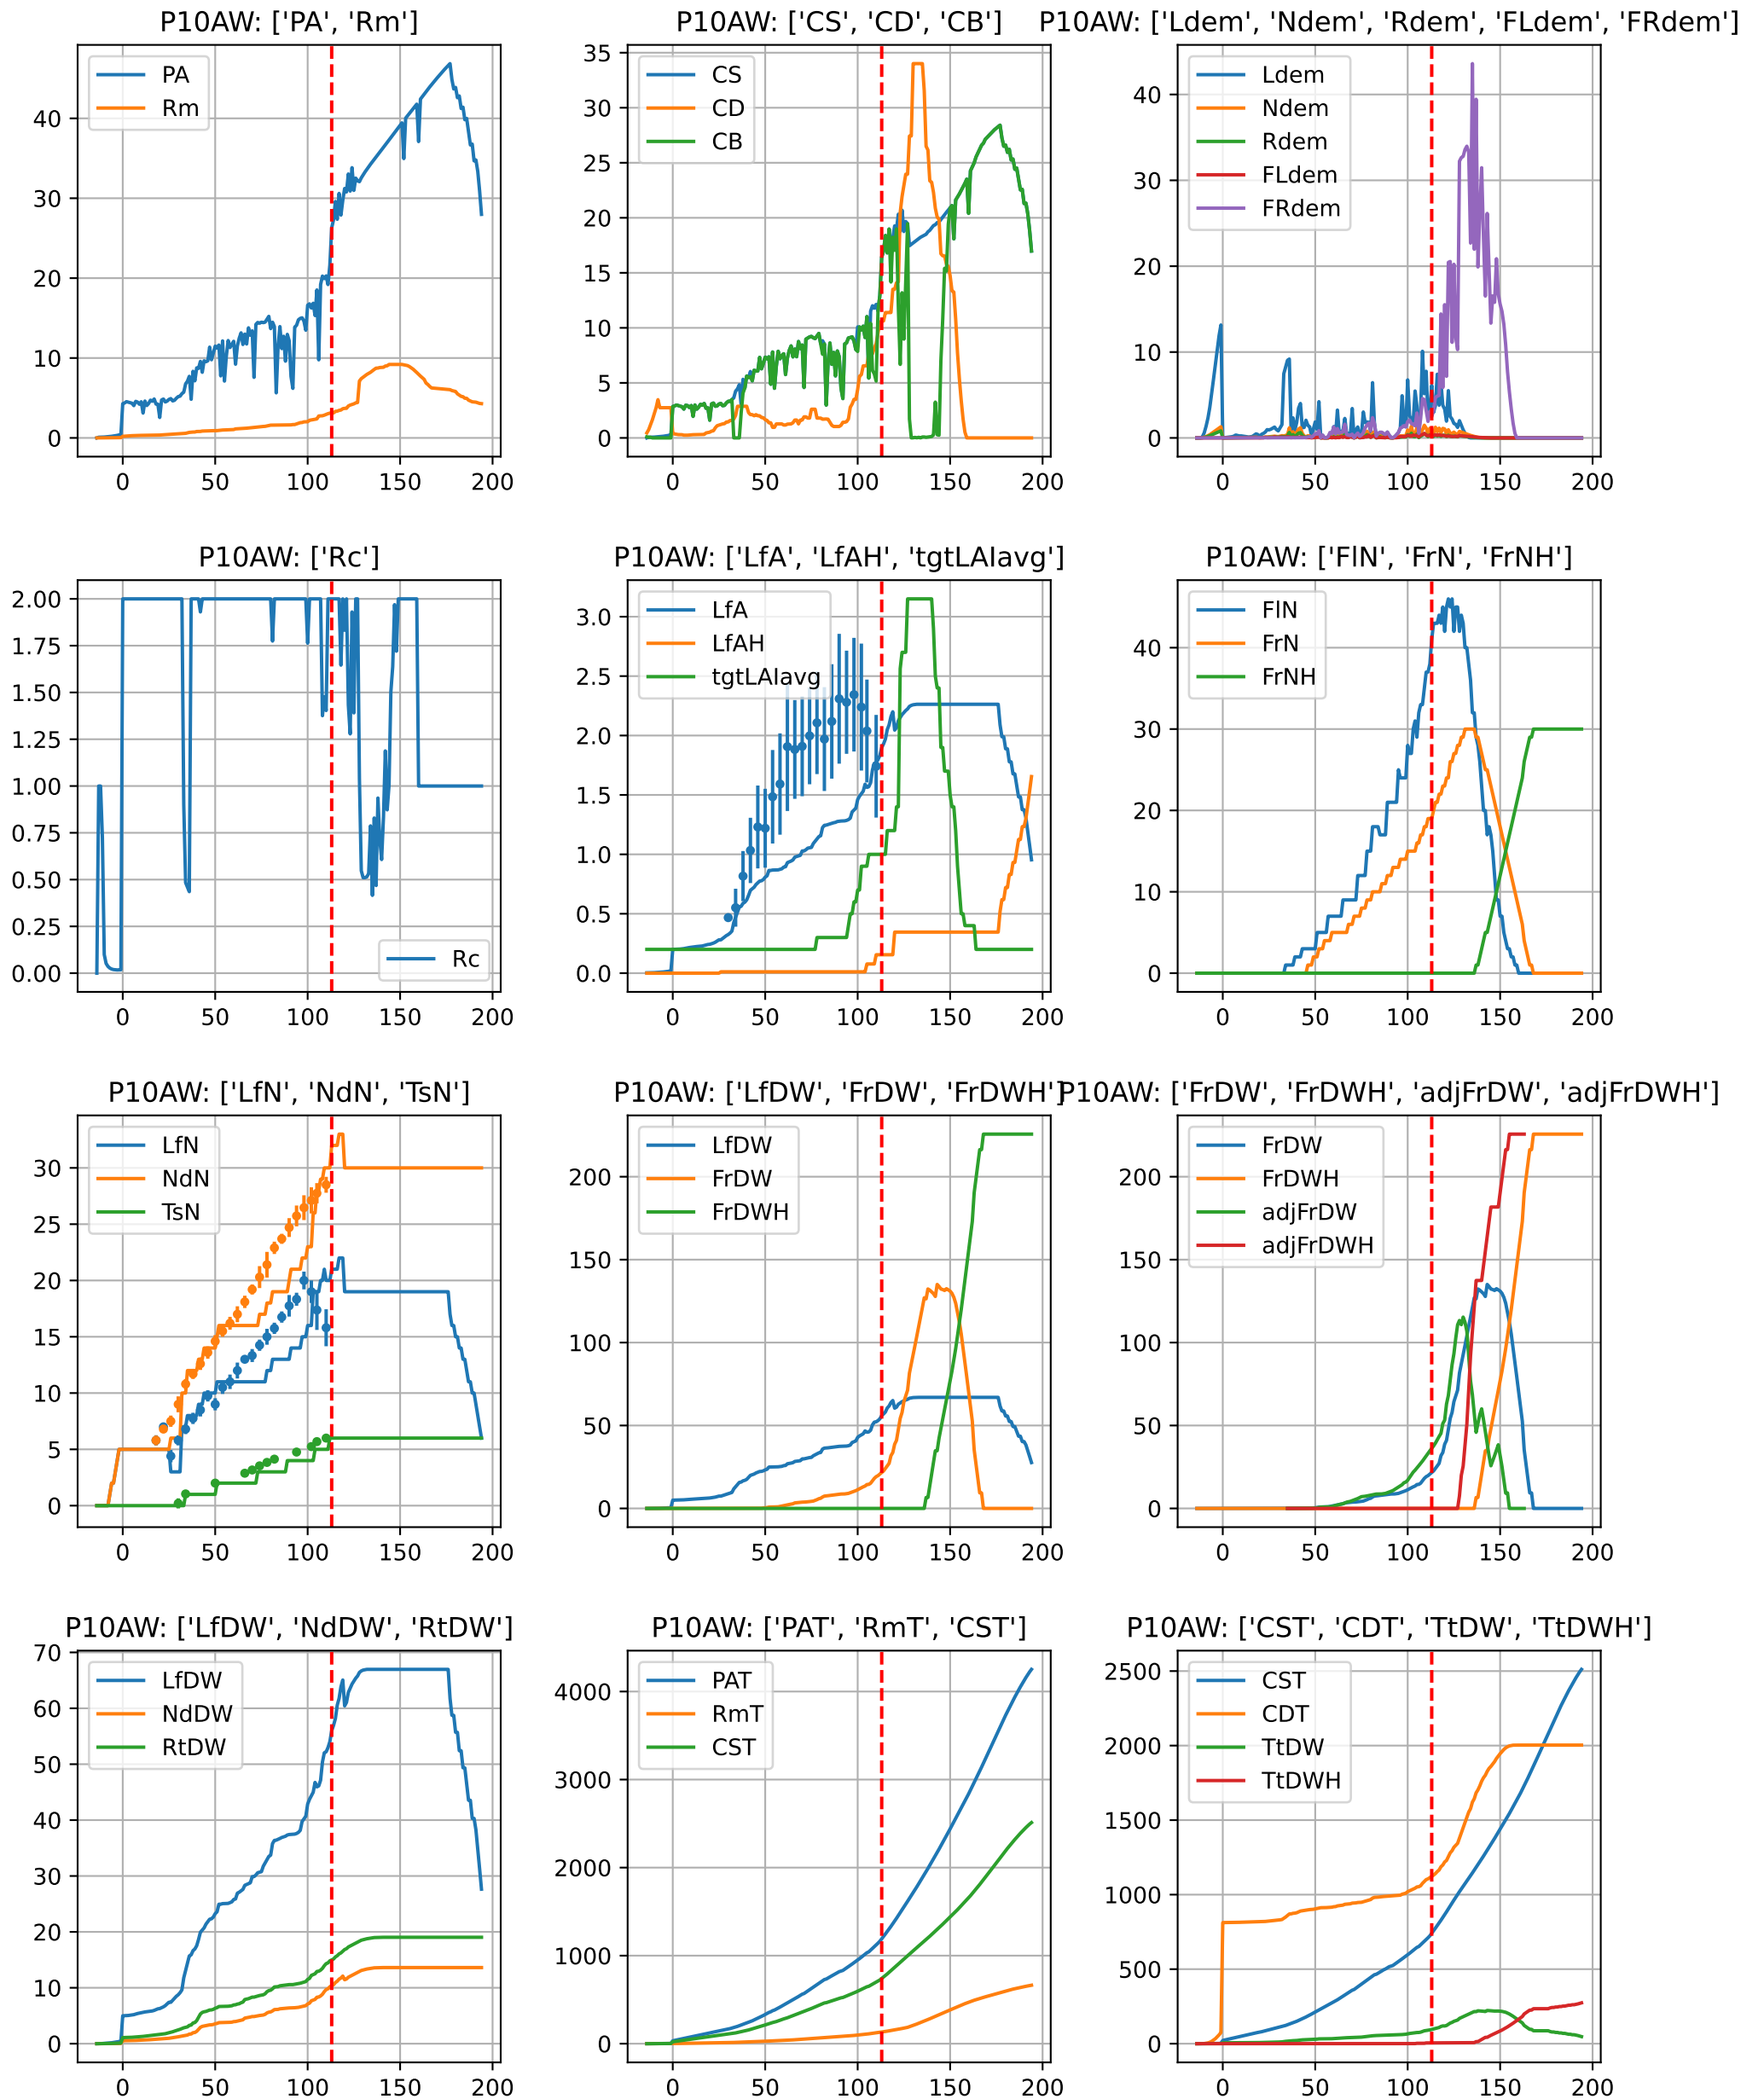 P10AW: ['PA', 'Rm']
PA
Rm
40
30
20
10
0
0 50 100 150 200
P10AW: ['CS', 'CD', 'CB']
CS
CD
CB
35
30
25
20
15
10
5
0
0 50 100 150 200
P10AW: ['Ldem', 'Ndem', 'Rdem', 'FLdem', 'FRdem']
Ldem
Ndem
Rdem
FLdem
FRdem
40
30
20
10
0
0 50 100 150 200
P10AW: ['Rc']
2.00
1.75
1.50
1.25
1.00
0.75
0.50
0.25
0.00
Rc
0 50 100 150 200
P10AW: ['LfA', 'LfAH', 'tgtLAIavg']
LfA
LfAH
tgtLAIavg
3.0
2.5
2.0
1.5
1.0
0.5
0.0
0 50 100 150 200
P10AW: ['FlN', 'FrN', 'FrNH']
FlN
FrN
FrNH
40
30
20
10
0
0 50 100 150 200
P10AW: ['LfN', 'NdN', 'TsN']
LfN
NdN
TsN
30
25
20
15
10
5
0
0 50 100 150 200
P10AW: ['LfDW', 'FrDW', 'FrDWH']
LfDW
FrDW
FrDWH
200
150
100
50
0
0 50 100 150 200
P10AW: ['FrDW', 'FrDWH', 'adjFrDW', 'adjFrDWH']
FrDW
FrDWH
adjFrDW
adjFrDWH
200
150
100
50
0
0 50 100 150 200
P10AW: ['LfDW', 'NdDW', 'RtDW']
LfDW
NdDW
RtDW
70
60
50
40
30
20
10
0
0 50 100 150 200
P10AW: ['PAT', 'RmT', 'CST']
PAT
RmT
CST
4000
3000
2000
1000
0
0 50 100 150 200
P10AW: ['CST', 'CDT', 'TtDW', 'TtDWH']
CST
CDT
TtDW
TtDWH
2500
2000
1500
1000
500
0
0 50 100 150 200